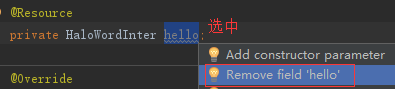 @Resource
private HaloWordInter hello; 选中
Add constructor parameter
Remove field 'hello'
@Override